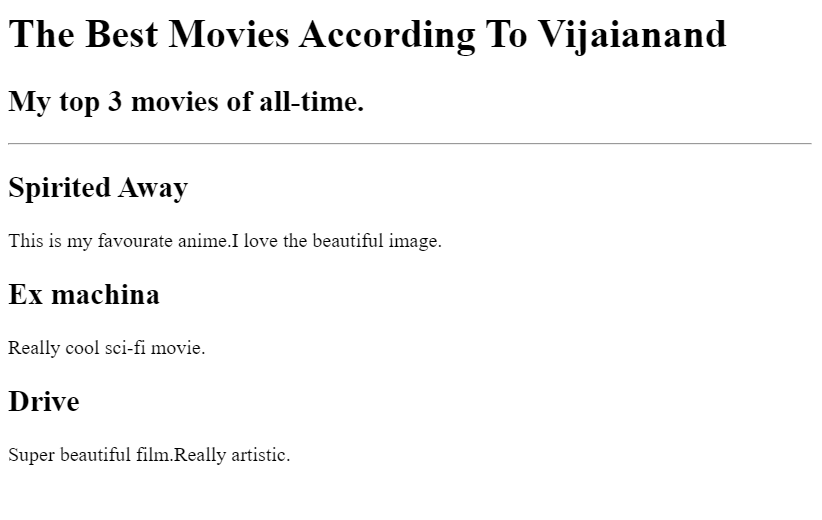 The Best Movies According To Vijaianand
My top 3 movies of all-time.
Spirited Away
This is my favourate anime.I love the beautiful image.
Ex machina
Really cool sci-fi movie.
Drive
Super beautiful film.Really artistic.